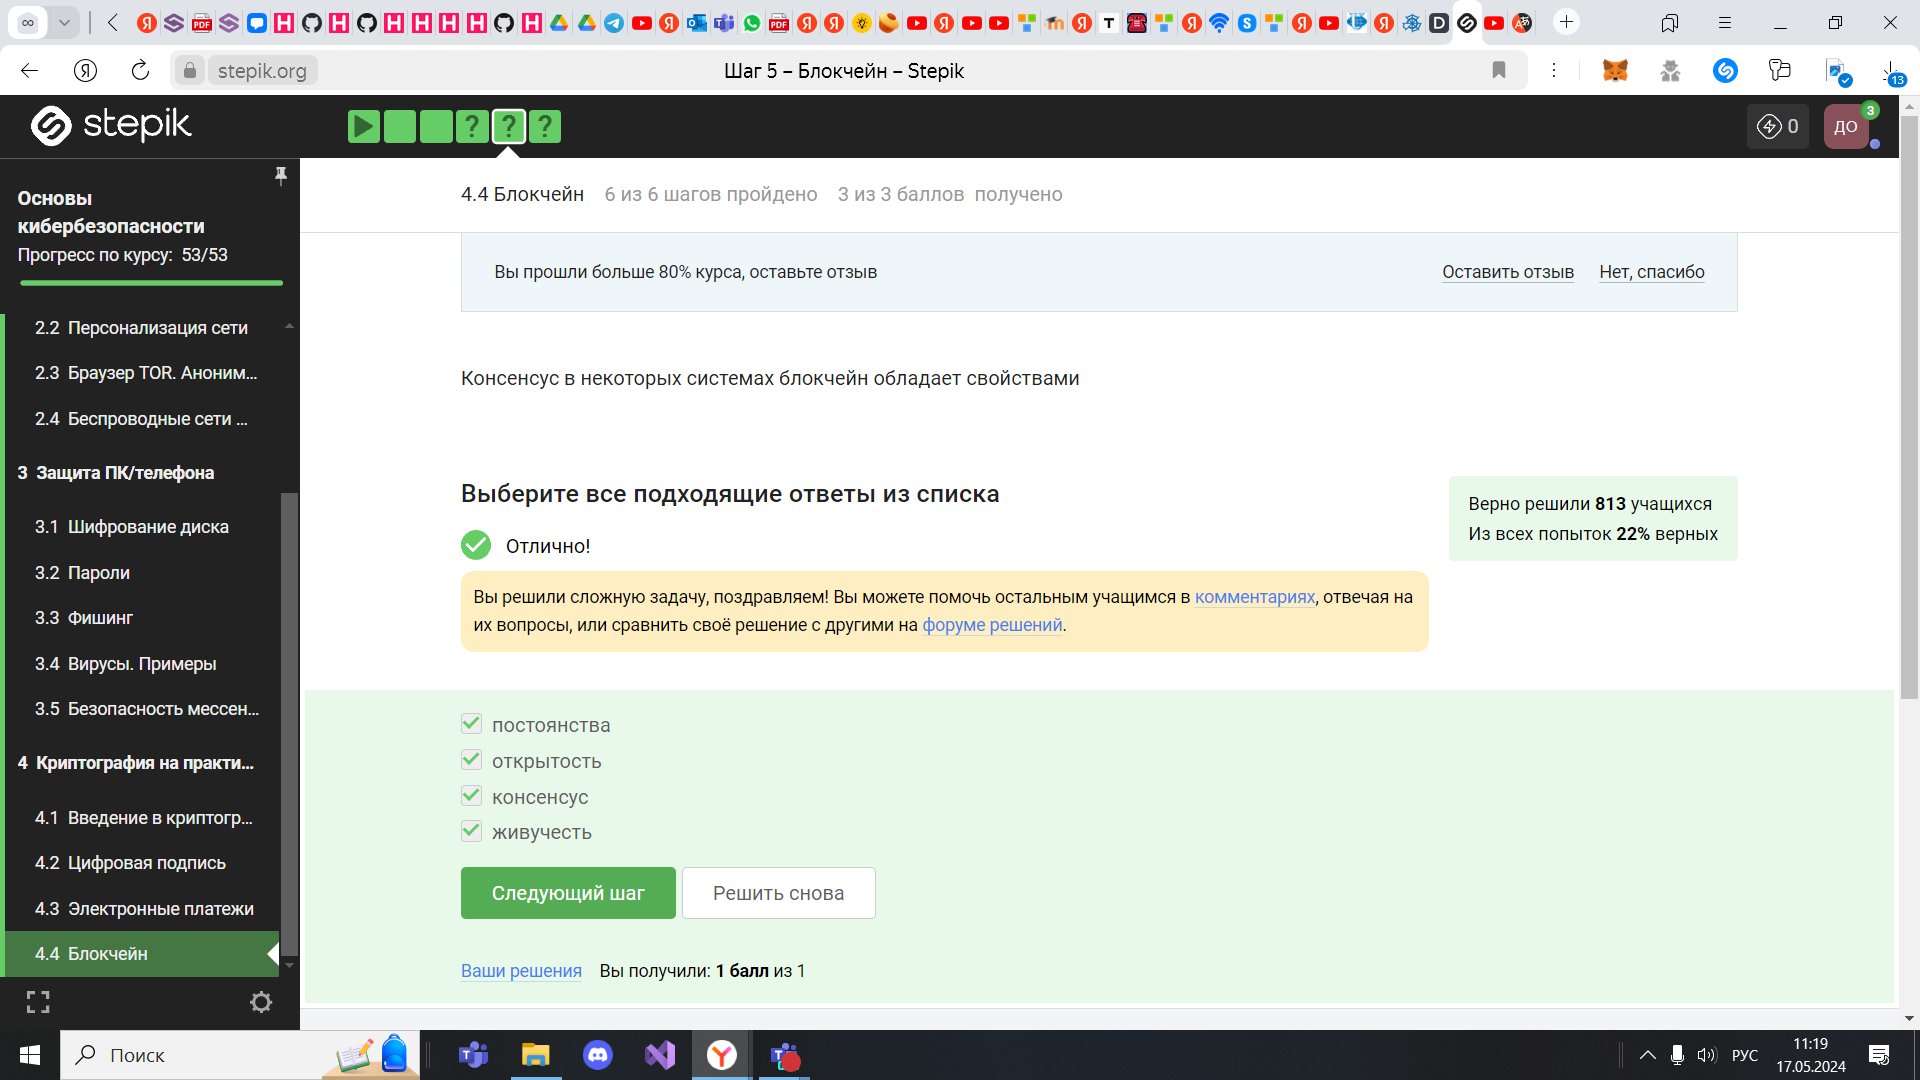 stepik.org
Шаг 5 – Блокчейн – Stepik
13
stepik
? ? ?
0
ДО
3
Основы
кибербезопасности
Прогресс по курсу: 53/53
2.2 Персонализация сети
2.3 Браузер TOR. Аноним...
2.4 Беспроводные сети ...
3 Защита ПК/телефона
3.1 Шифрование диска
3.2 Пароли
3.3 Фишинг
3.4 Вирусы. Примеры
3.5 Безопасность мессен...
4 Криптография на практи...
4.1 Введение в криптогр...
4.2 Цифровая подпись
4.3 Электронные платежи
4.4 Блокчейн
4.4 Блокчейн 6 из 6 шагов пройдено 3 из 3 баллов получено
Вы прошли больше 80% курса, оставьте отзыв
Оставить отзыв Нет, спасибо
Консенсус в некоторых системах блокчейн обладает свойствами
Выберите все подходящие ответы из списка
Верно решили 813 учащихся
Из всех попыток 22% верных
Отлично!
Вы решили сложную задачу, поздравляем! Вы можете помочь остальным учащимся в комментариях, отвечая на
их вопросы, или сравнить своё решение с другими на форуме решений.
постоянства
открытость
консенсус
живучесть
Следующий шаг Решить снова
Ваши решения Вы получили: 1 балл из 1
Поиск
РУС
11:19
17.05.2024